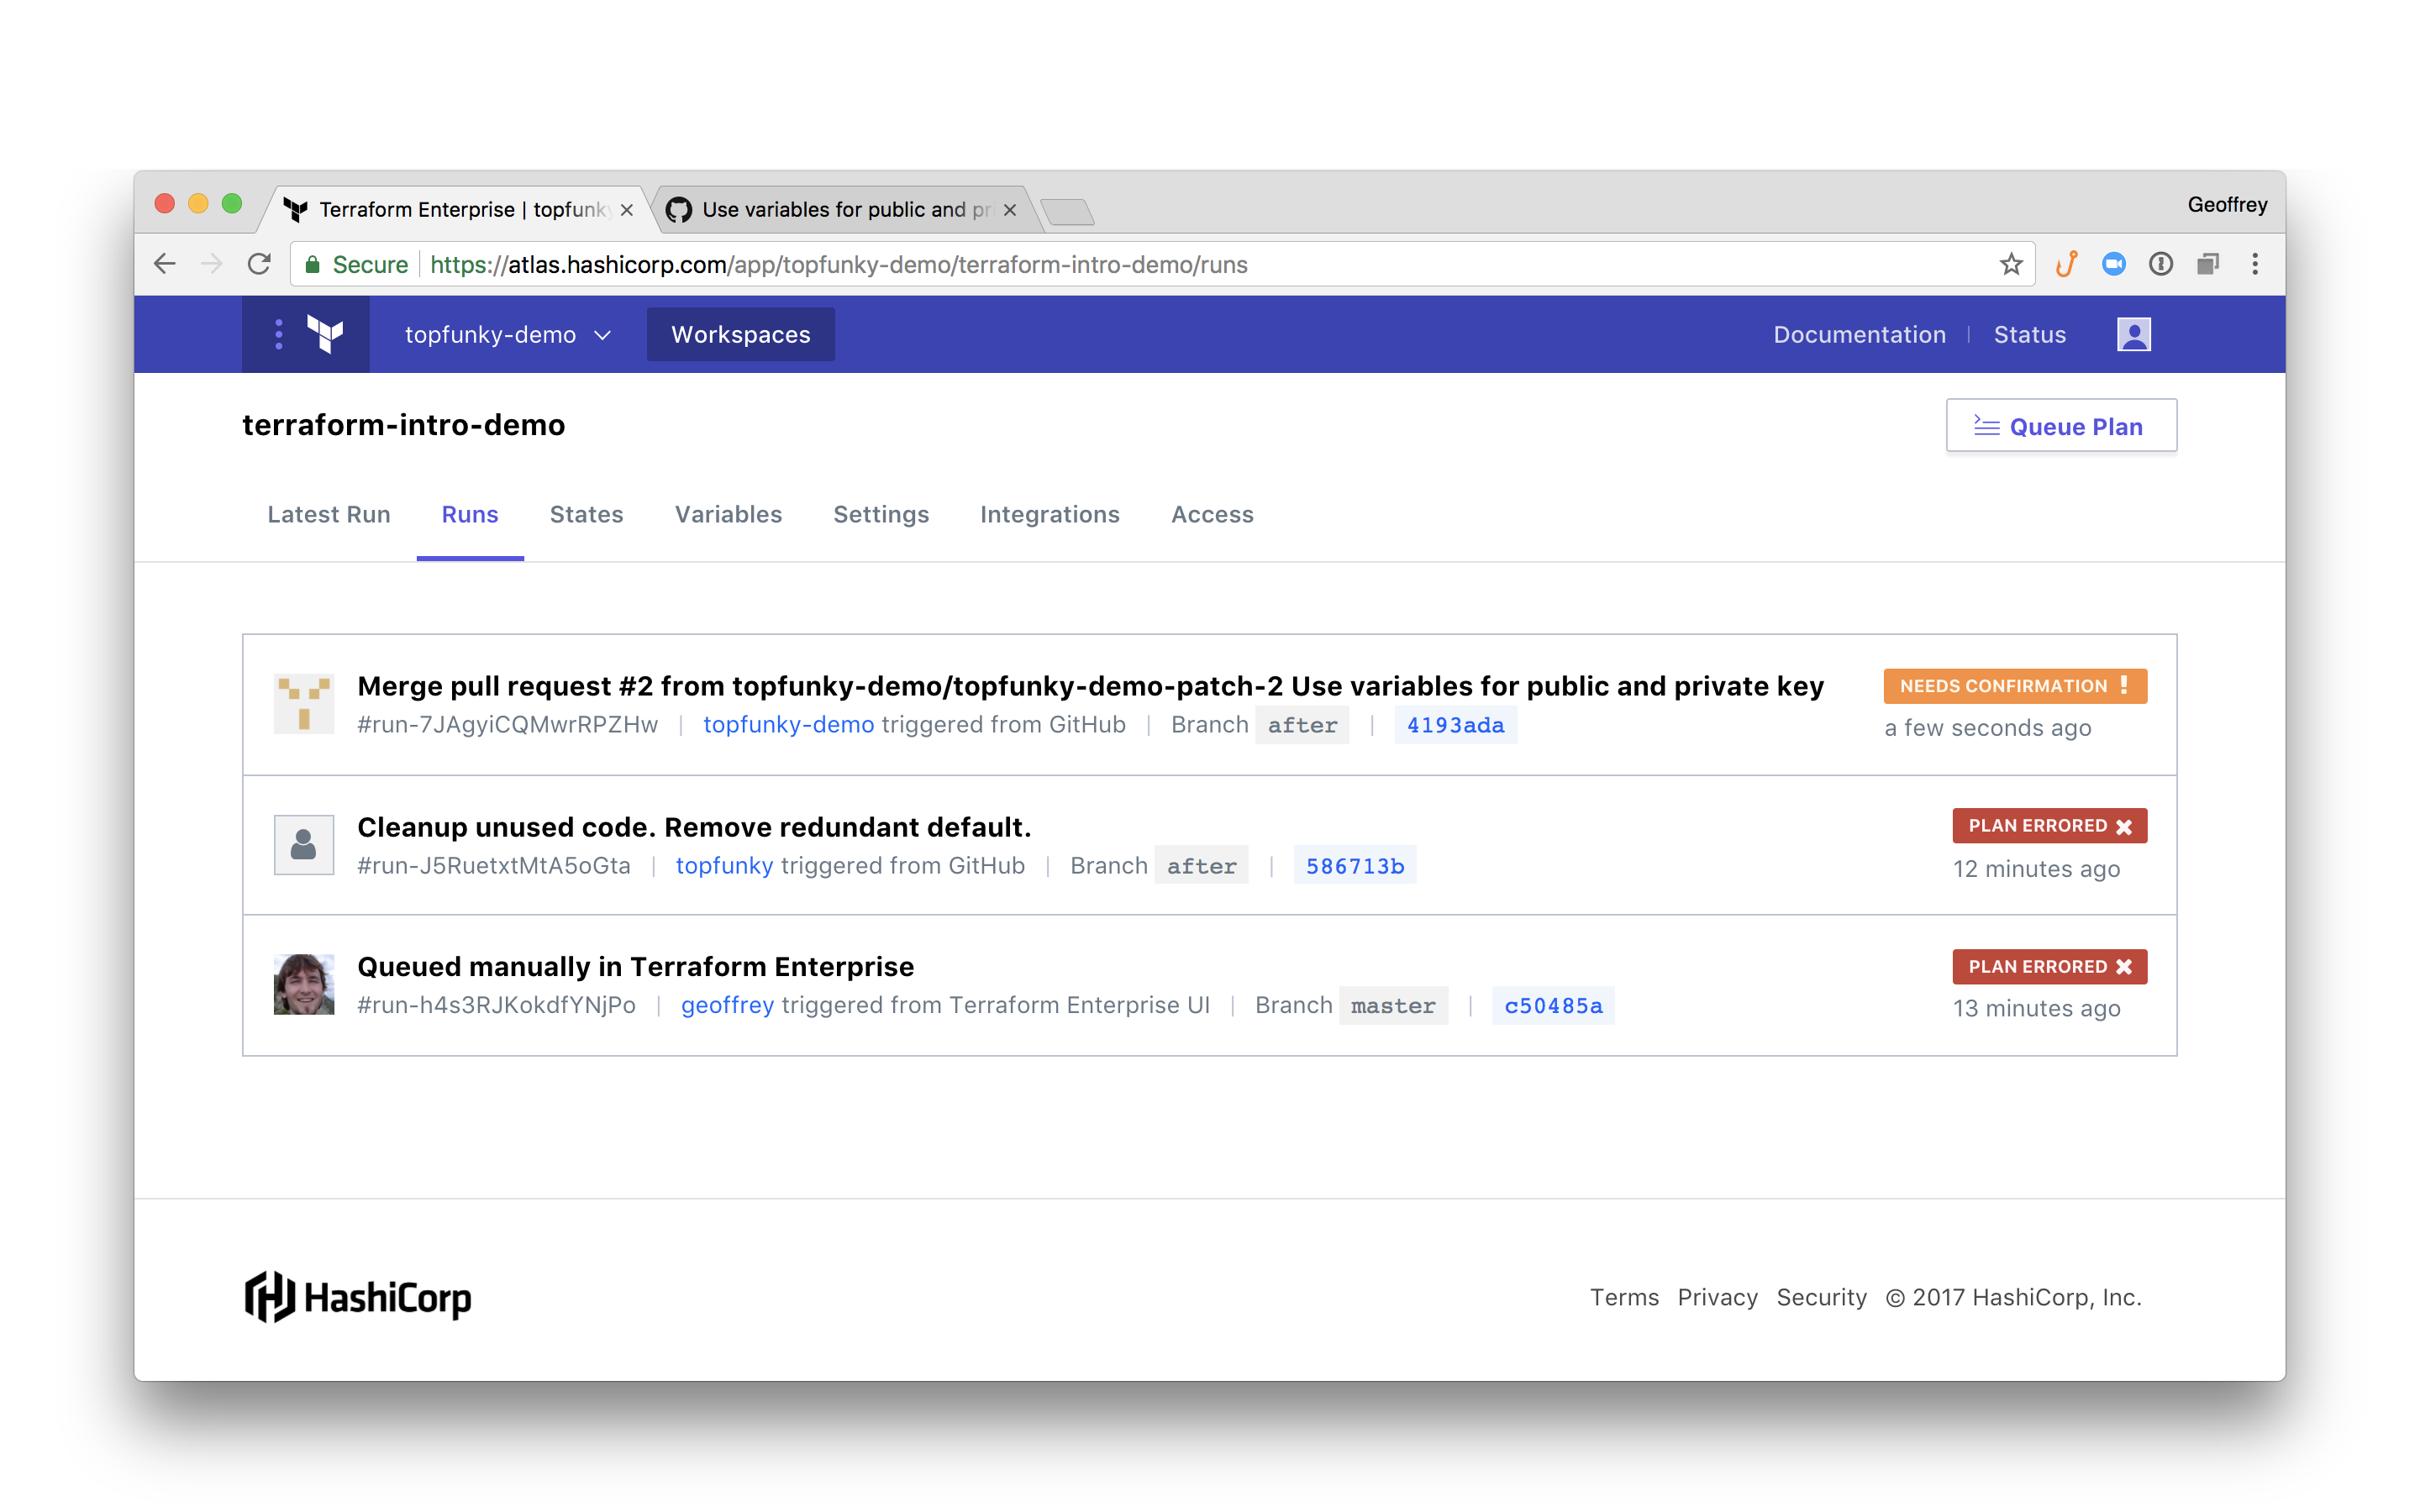 Geoffrey
Terraform Enterprise | topfunky
Use variables for public and pr
Secure https://atlas.hashicorp.com/app/topfunky-demo/terraform-intro-demo/runs
topfunky-demo Workspaces Documentation | Status
terraform-intro-demo
Queue Plan
Latest Run Runs States Variables Settings Integrations Access
Merge pull request #2 from topfunky-demo/topfunky-demo-patch-2 Use variables for public and private key
NEEDS CONFIRMATION !
#run-7JAgyiCQMwrRPZHw | topfunky-demo triggered from GitHub | Branch after | 4193ada
a few seconds ago
Cleanup unused code. Remove redundant default.
PLAN ERRORED
#run-J5RuetxtMtA5oGta | topfunky triggered from GitHub | Branch after | 586713b
12 minutes ago
Queued manually in Terraform Enterprise
PLAN ERRORED
#run-h4s3RJKokdfYNjPo | geoffrey triggered from Terraform Enterprise UI | Branch master | c50485a
13 minutes ago
HashiCorp
Terms Privacy Security © 2017 HashiCorp, Inc.